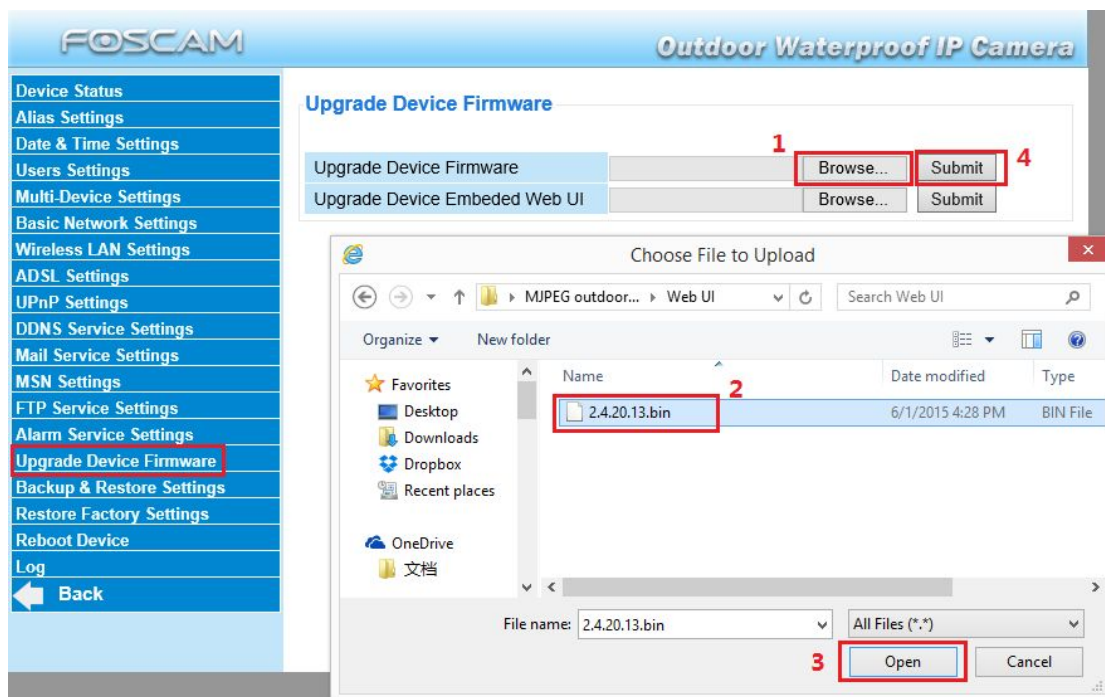 FOSCAM
Outdoor Waterproof IP Camera
Device Status
Alias Settings
Date & Time Settings
Users Settings
Multi-Device Settings
Basic Network Settings
Wireless LAN Settings
ADSL Settings
UPnP Settings
DDNS Service Settings
Mail Service Settings
MSN Settings
FTP Service Settings
Alarm Service Settings
Upgrade Device Firmware
Backup & Restore Settings
Restore Factory Settings
Reboot Device
Log
Back
Upgrade Device Firmware
1
4
Upgrade Device Firmware Browse... Submit
Upgrade Device Embeded Web UI Browse... Submit
Choose File to Upload
MJPEG outdoor... Web UI Search Web UI
Organize New folder
Favorites
Desktop
Downloads
Dropbox
Recent places
OneDrive
文档
Name Date modified Type
2
2.4.20.13.bin 6/1/2015 4:28 PM BIN File
File name: 2.4.20.13.bin All Files (*.*)
3 Open Cancel